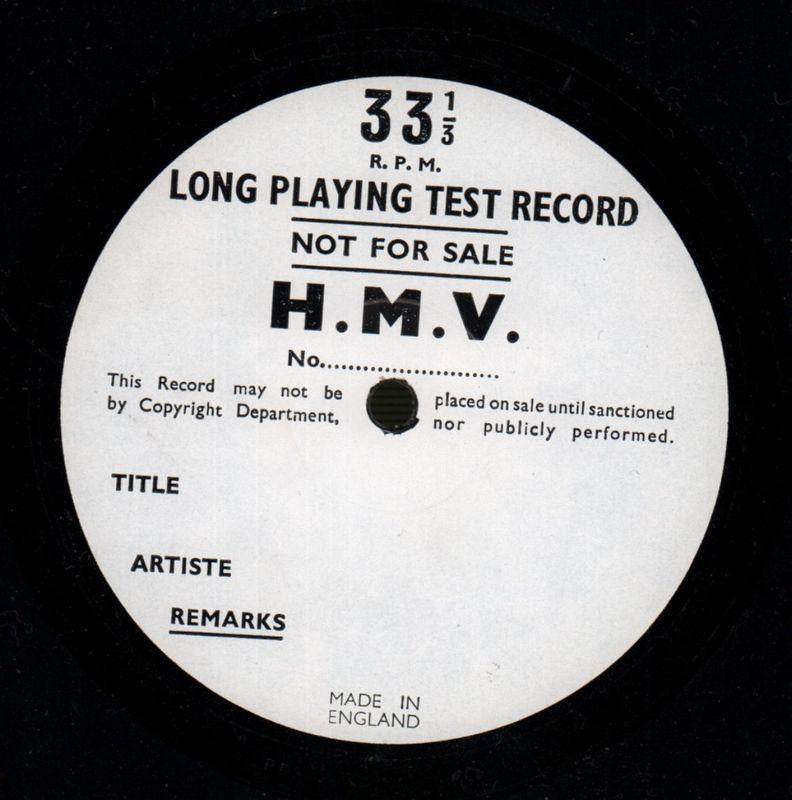 33 1/3
R. P. M.
LONG PLAYING TEST RECORD
NOT FOR SALE
H.M.V.
No.........................
This Record may not be placed on sale until sanctioned
by Copyright Department, nor publicly performed.
TITLE
ARTISTE
REMARKS
MADE IN
ENGLAND